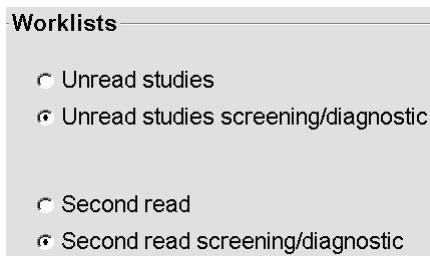 Worklists
Unread studies
Unread studies screening/diagnostic
Second read
Second read screening/diagnostic